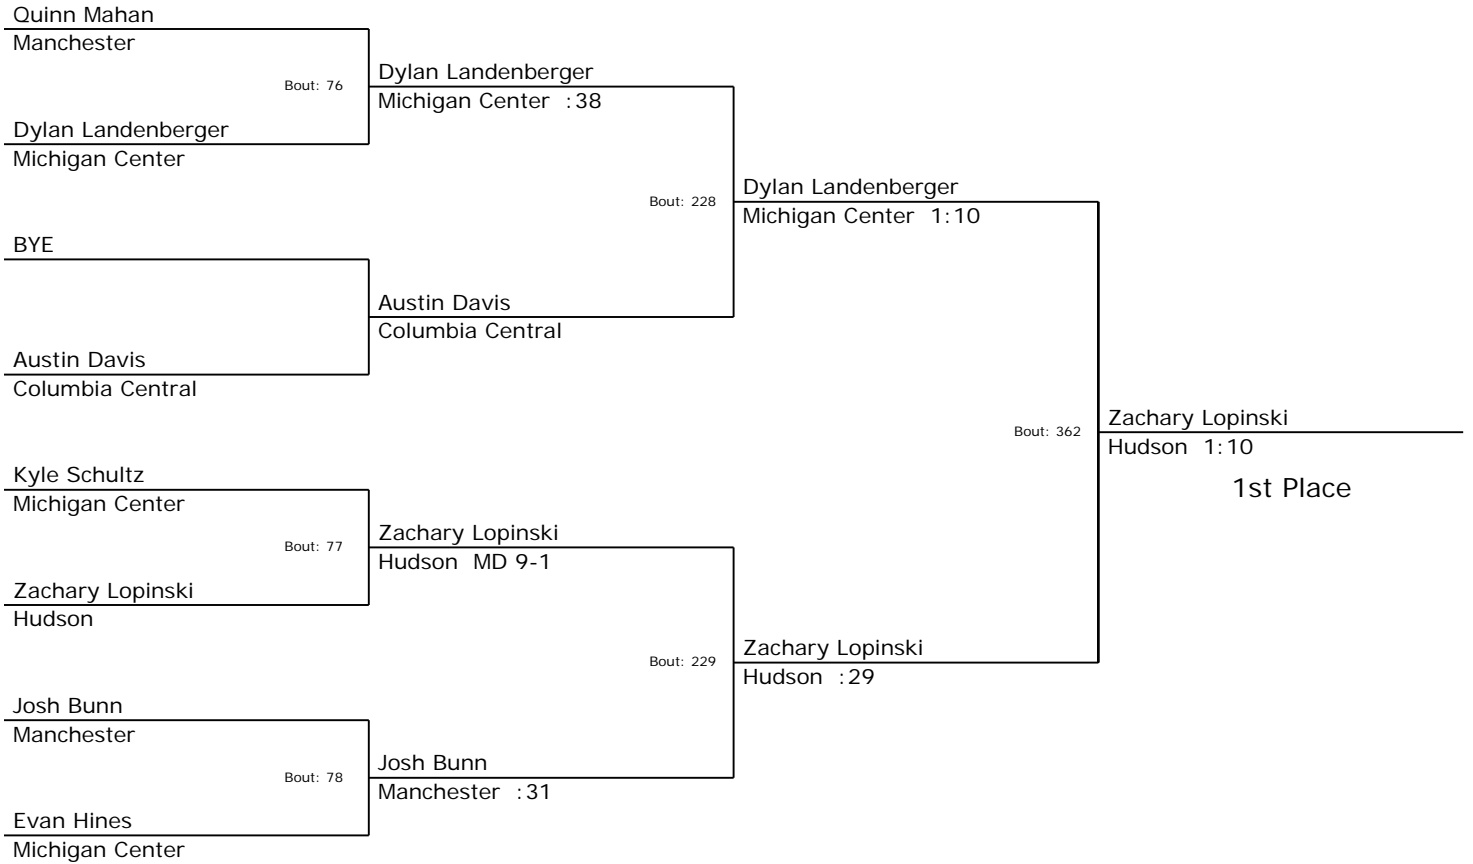 Quinn Mahan
Manchester
Bout: 76
Dylan Landenberger
Michigan Center :38
Dylan Landenberger
Michigan Center
Bout: 228
Dylan Landenberger
Michigan Center 1:10
BYE
Austin Davis
Columbia Central
Austin Davis
Columbia Central
Bout: 362
Zachary Lopinski
Hudson 1:10
1st Place
Kyle Schultz
Michigan Center
Bout: 77
Zachary Lopinski
Hudson MD 9-1
Zachary Lopinski
Hudson
Bout: 229
Zachary Lopinski
Hudson :29
Josh Bunn
Manchester
Bout: 78
Josh Bunn
Manchester :31
Evan Hines
Michigan Center